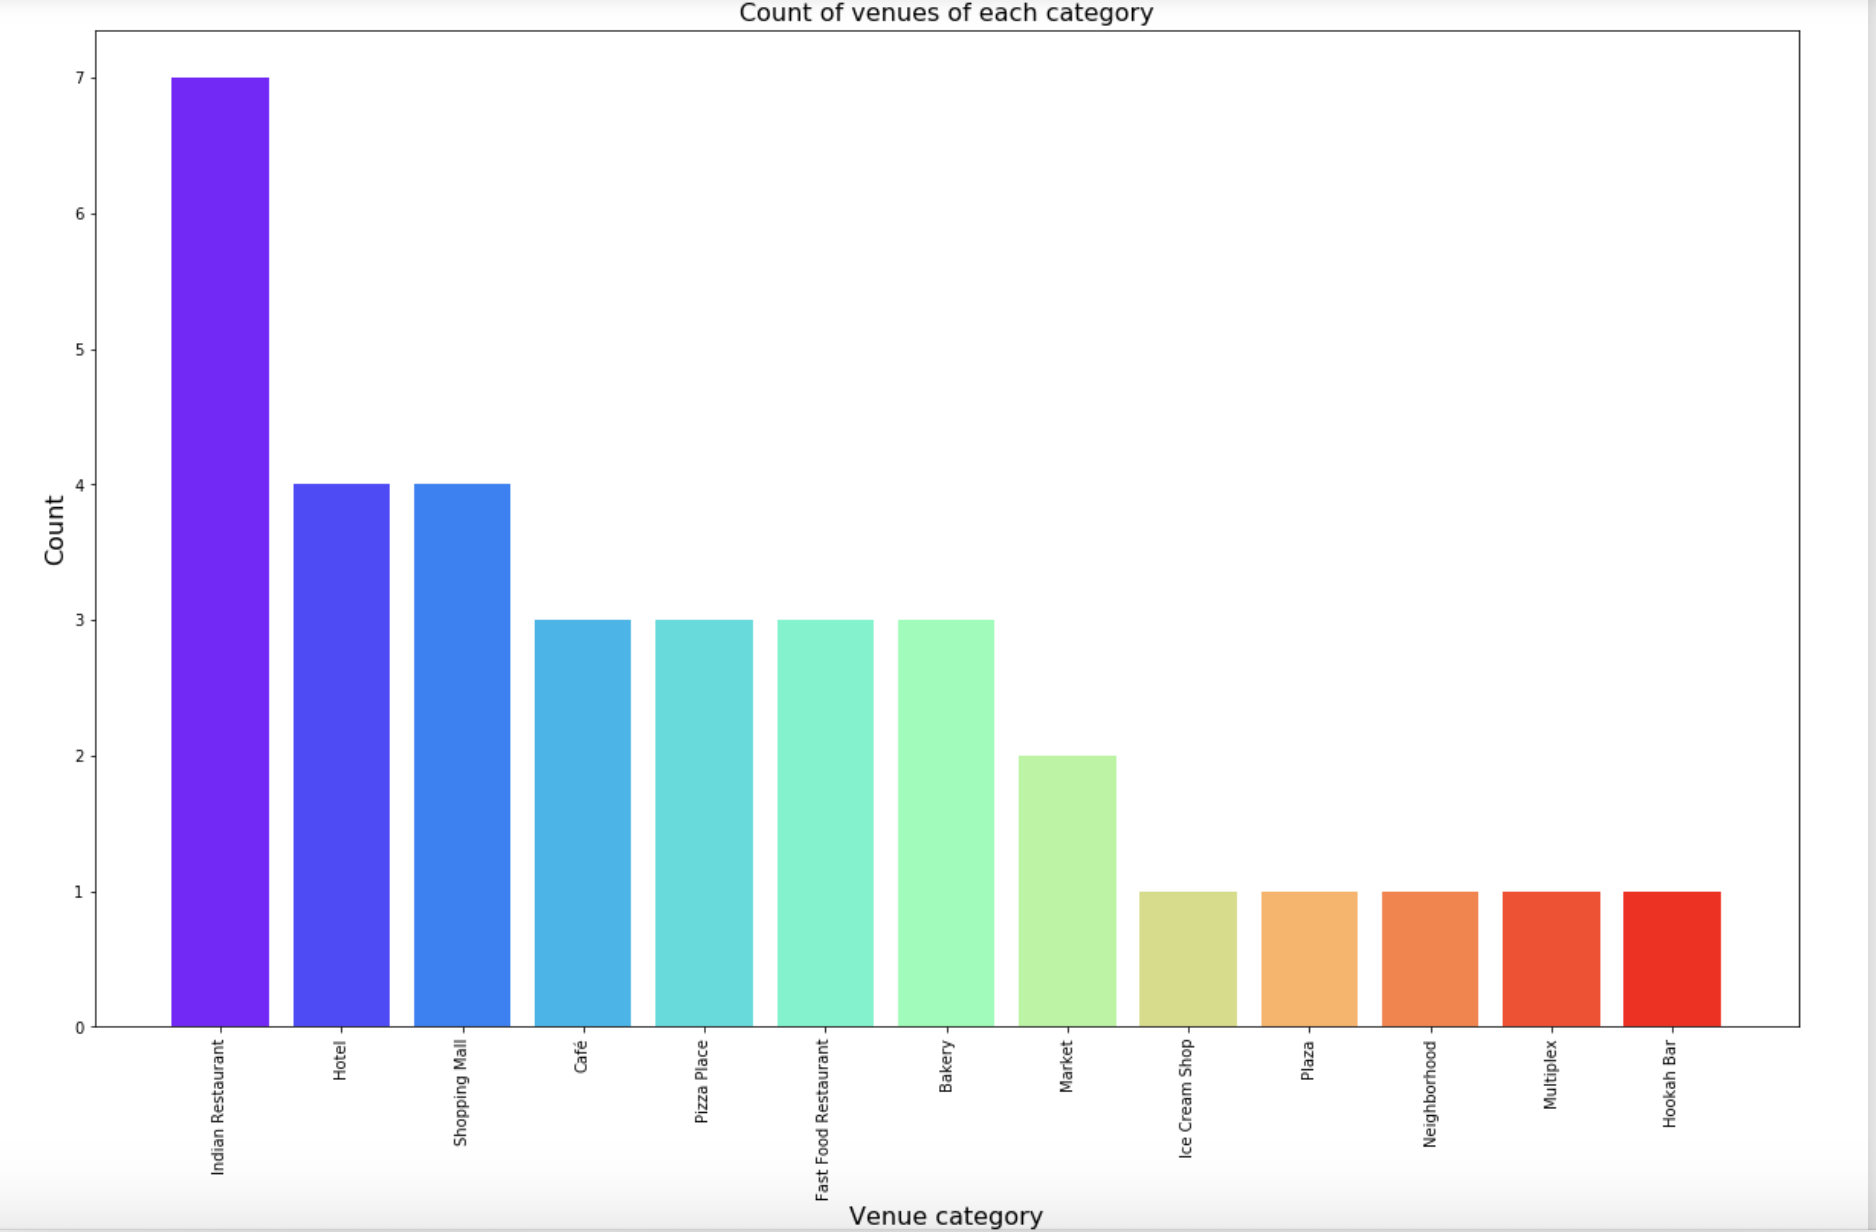 Count of venues of each category
7
6
5
4
3
2
1
0
Count
Indian Restaurant
Hotel
Shopping Mall
Café
Pizza Place
Fast Food Restaurant
Bakery
Market
Ice Cream Shop
Plaza
Neighborhood
Multiplex
Hookah Bar
Venue category